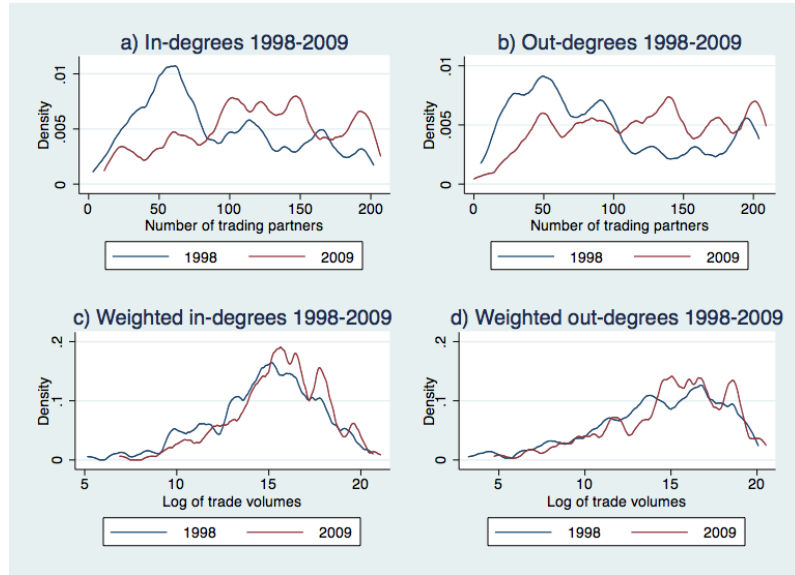 a) In-degrees 1998-2009
Density
.01
.005
0
0 50 100 150 200
Number of trading partners
1998 2009
b) Out-degrees 1998-2009
Density
.01
.005
0
0 50 100 150 200
Number of trading partners
1998 2009
c) Weighted in-degrees 1998-2009
Density
.2
.1
0
5 10 15 20
Log of trade volumes
1998 2009
d) Weighted out-degrees 1998-2009
Density
.2
.1
0
5 10 15 20
Log of trade volumes
1998 2009